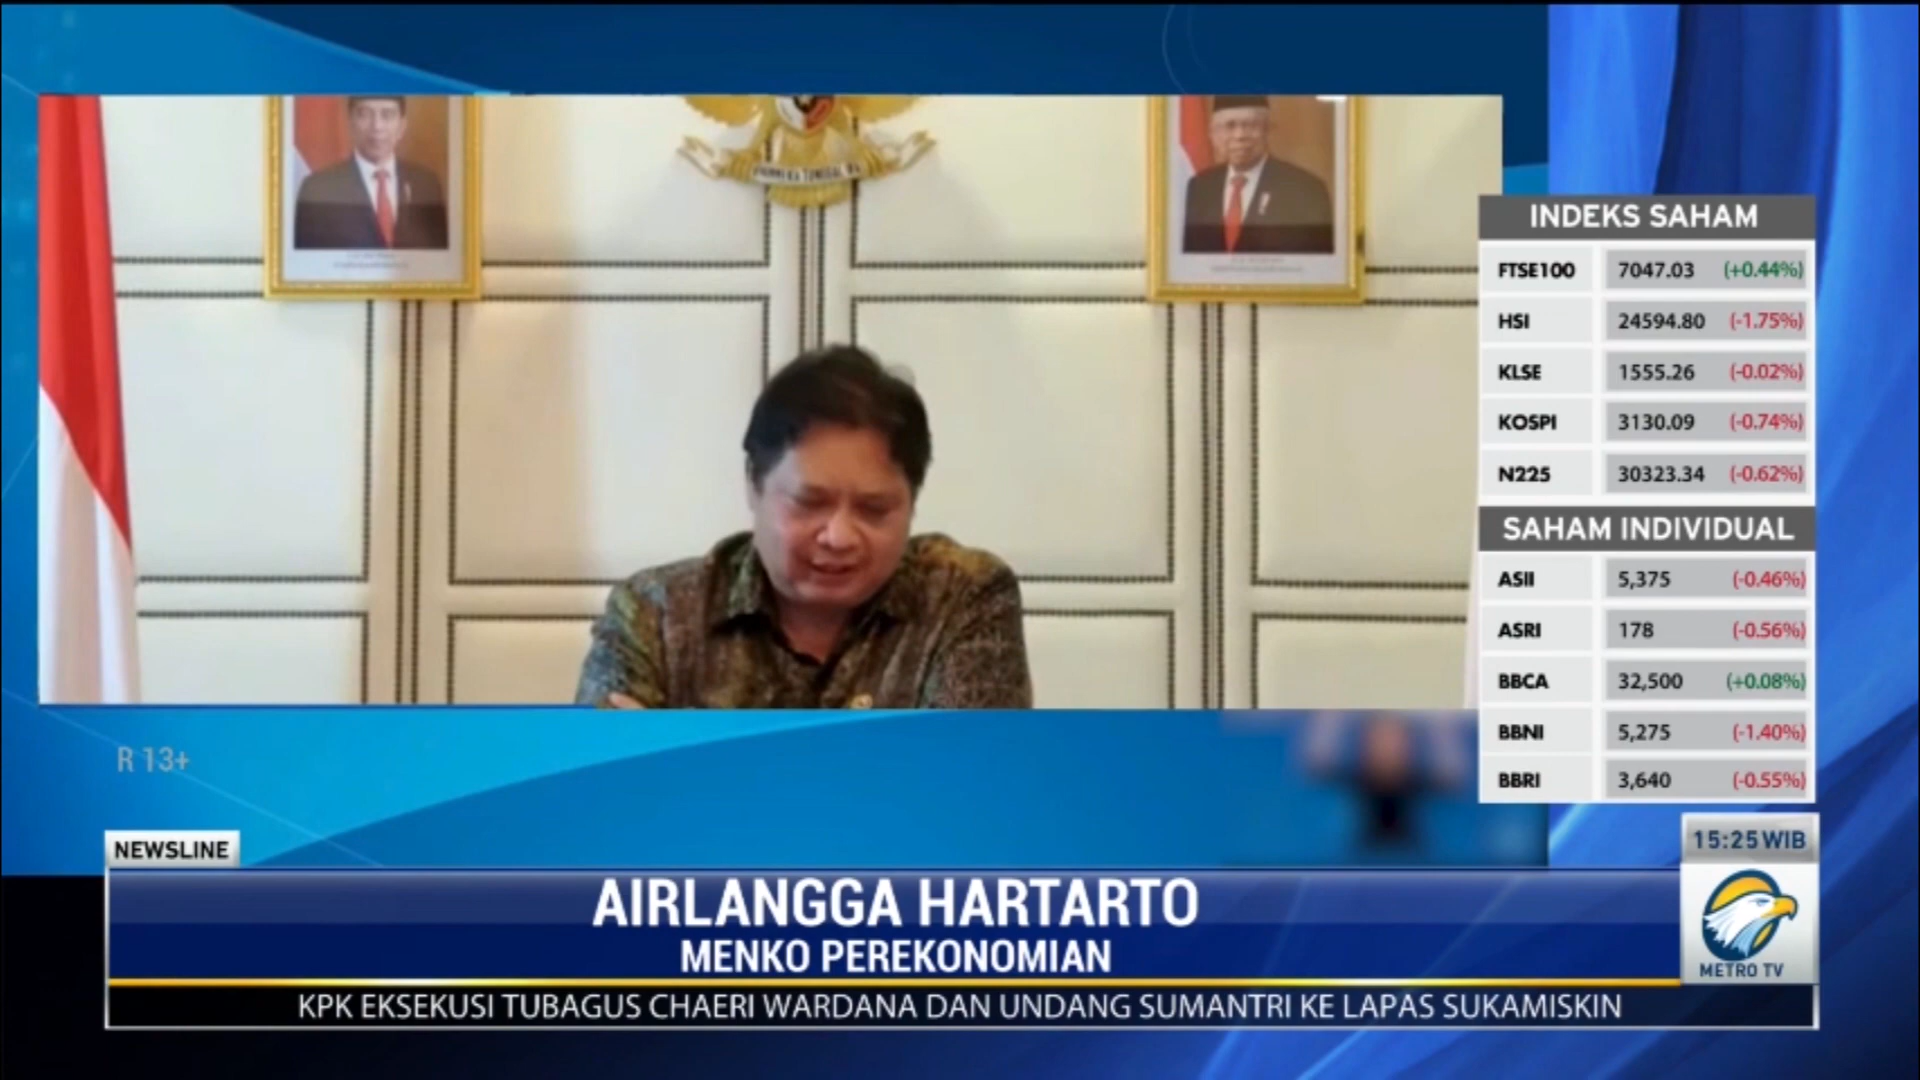 INDEKS SAHAM
FTSE100 7047.03 (+0.44%)
HSI 24594.80 (-1.75%)
KLSE 1555.26 (-0.02%)
KOSPI 3130.09 (-0.74%)
N225 30323.34 (-0.62%)
SAHAM INDIVIDUAL
ASII 5,375 (-0.46%)
ASRI 178 (-0.56%)
BBCA 32,500 (+0.08%)
BBNI 5,275 (-1.40%)
BBRI 3,640 (-0.55%)
R 13+
NEWSLINE
15:25 WIB
AIRLANGGA HARTARTO
MENKO PEREKONOMIAN
METRO TV
KPK EKSEKUSI TUBAGUS CHAERI WARDANA DAN UNDANG SUMANTRI KE LAPAS SUKAMISKIN